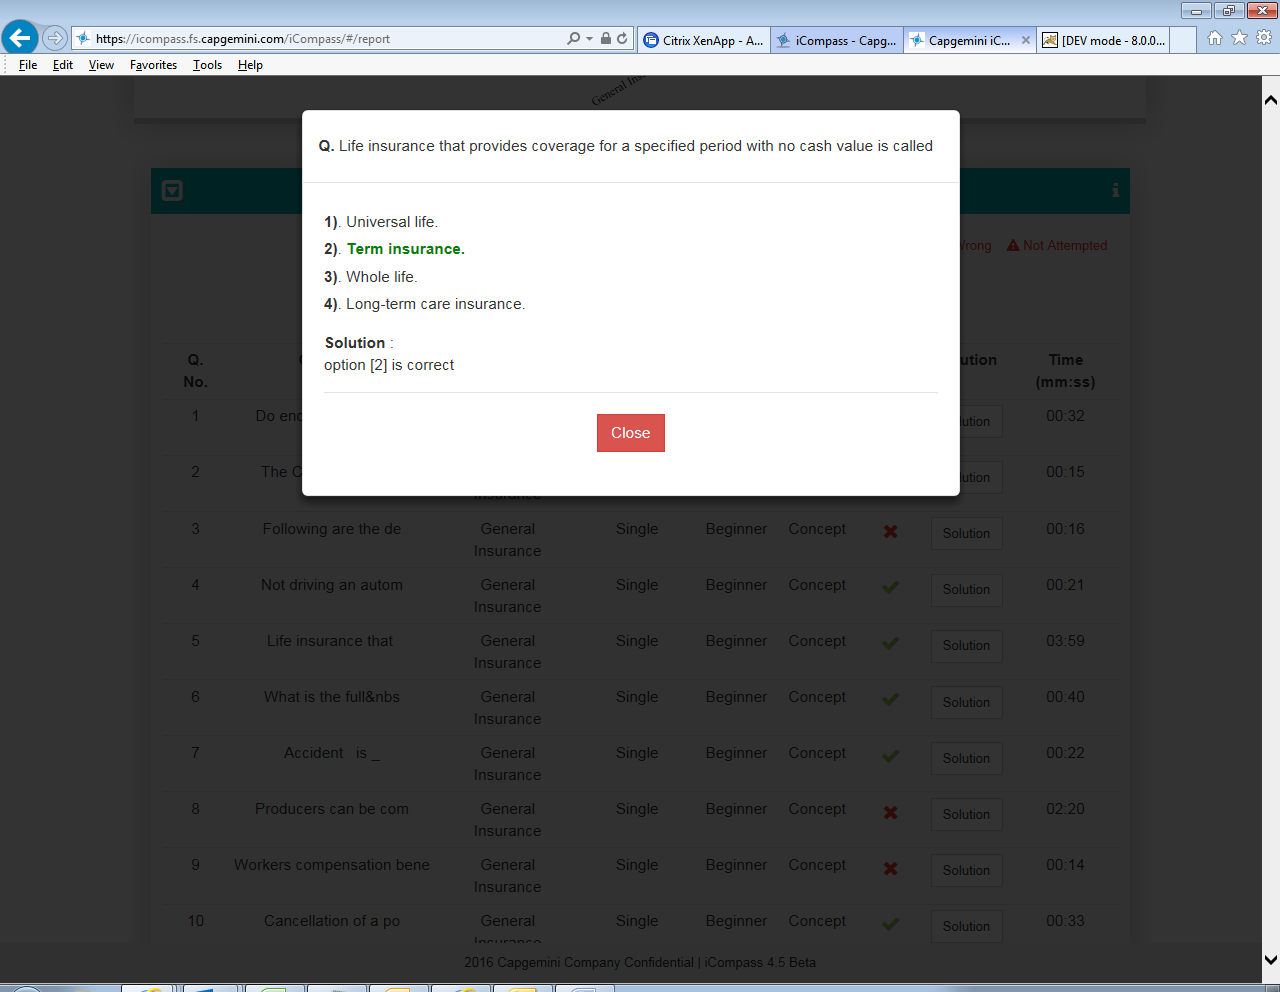 https://icompass.fs.capgemini.com/iCompass/#/report
Citrix XenApp - A...
iCompass - Capg...
Capgemini iC...
[DEV mode - 8.0.0...
File Edit View Favorites Tools Help
Q. Life insurance that provides coverage for a specified period with no cash value is called
1). Universal life.
2). Term insurance.
3). Whole life.
4). Long-term care insurance.
Solution :
option [2] is correct
Close
Not Attempted
Q. No. Time (mm:ss)
1 00:32
2 00:15
3 Following are the de General Insurance Single Beginner Concept Solution 00:16
4 Not driving an autom General Insurance Single Beginner Concept Solution 00:21
5 Life insurance that General Insurance Single Beginner Concept Solution 03:59
6 What is the full&nbs General Insurance Single Beginner Concept Solution 00:40
7 Accident is _ General Insurance Single Beginner Concept Solution 00:22
8 Producers can be com General Insurance Single Beginner Concept Solution 02:20
9 Workers compensation bene General Insurance Single Beginner Concept Solution 00:14
10 Cancellation of a po General Insurance Single Beginner Concept Solution 00:33
2016 Capgemini Company Confidential | iCompass 4.5 Beta